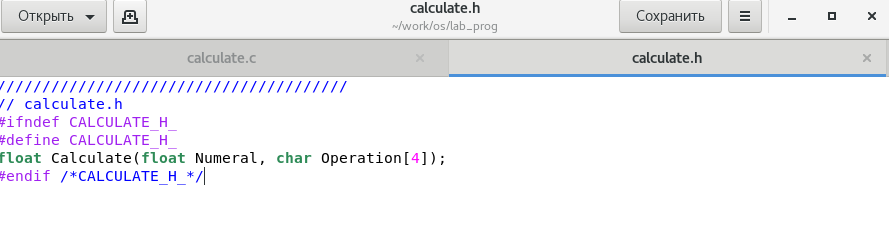 Открыть
calculate.h
~/work/os/lab_prog
Сохранить
calculate.c
calculate.h
///////////////////////////////////////
// calculate.h
#ifndef CALCULATE_H_
#define CALCULATE_H_
float Calculate(float Numeral, char Operation[4]);
#endif /*CALCULATE_H_*/